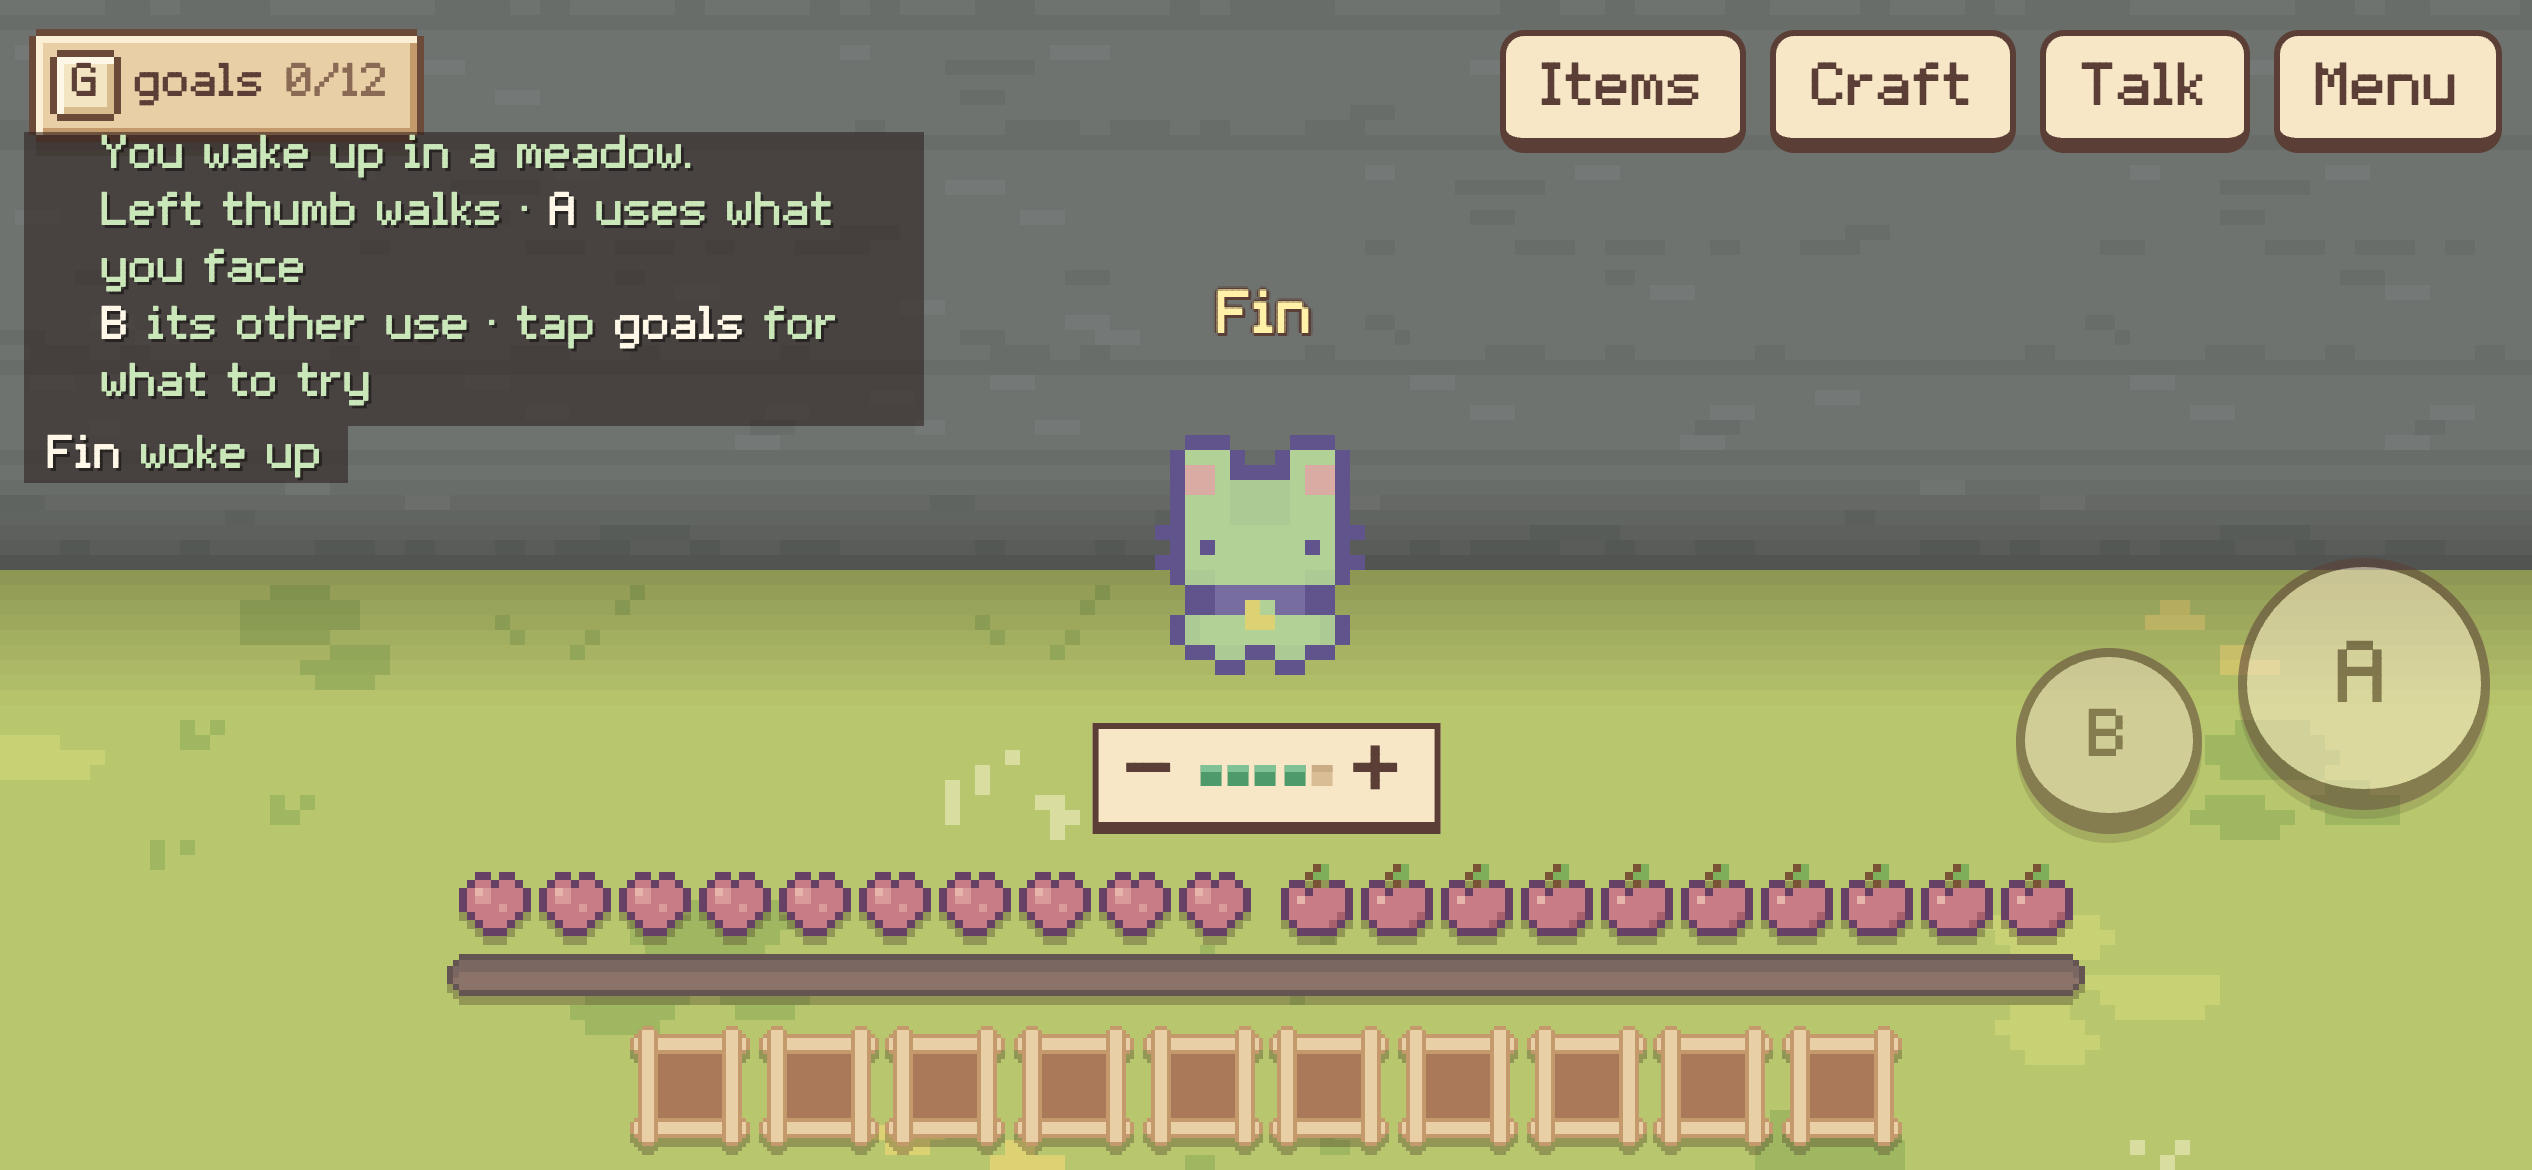 G goals 0/12
Items
Craft
Talk
Menu
You wake up in a meadow.
Left thumb walks · A uses what
you face
B its other use · tap goals for
what to try
Fin woke up
Fin
A
B
− +